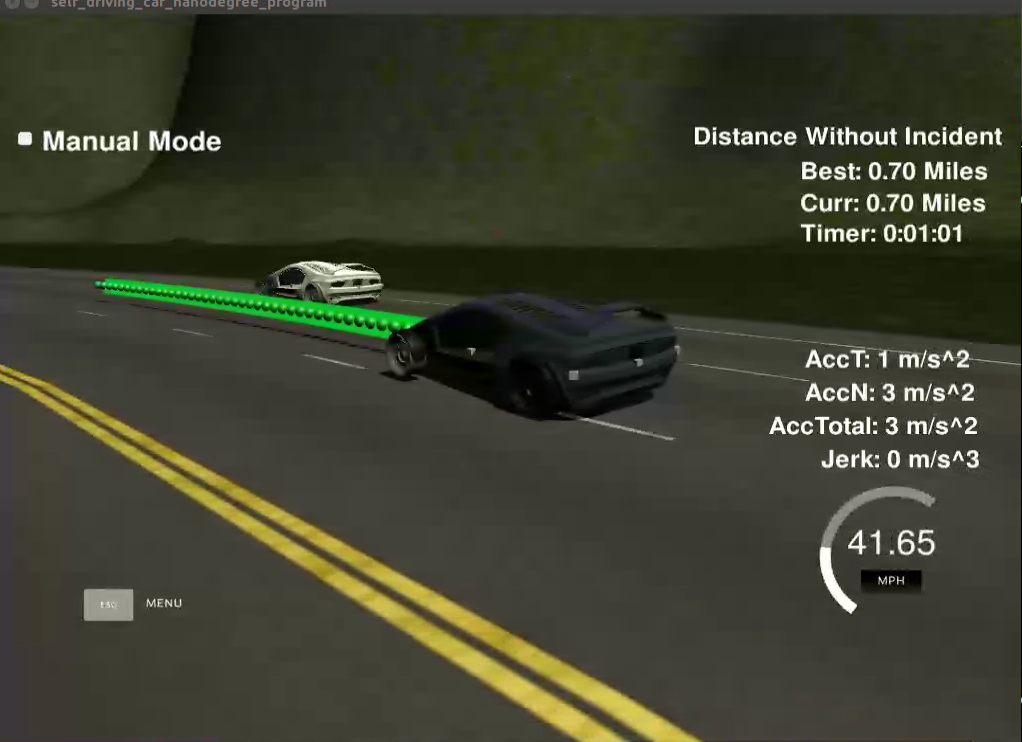 self_driving_car_nanodegree_program
Manual Mode
Distance Without Incident
Best: 0.70 Miles
Curr: 0.70 Miles
Timer: 0:01:01
AccT: 1 m/s^2
AccN: 3 m/s^2
AccTotal: 3 m/s^2
Jerk: 0 m/s^3
41.65
MPH
ESC
MENU